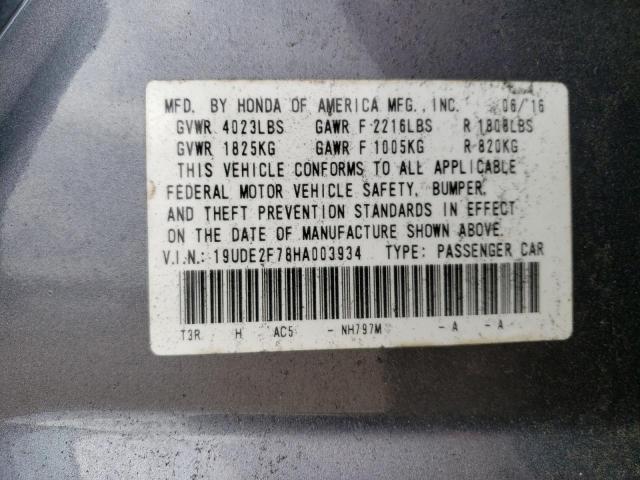 MFD. BY HONDA OF AMERICA MFG., INC. 06/16
GVWR 4023LBS GAWR F 2216LBS R 1808LBS
GVWR 1825KG GAWR F 1005KG R 820KG
THIS VEHICLE CONFORMS TO ALL APPLICABLE
FEDERAL MOTOR VEHICLE SAFETY, BUMPER,
AND THEFT PREVENTION STANDARDS IN EFFECT
ON THE DATE OF MANUFACTURE SHOWN ABOVE.
V.I.N.: 19UDE2F78HA003934 TYPE: PASSENGER CAR
T3R H AC5 - NH797M - A - A